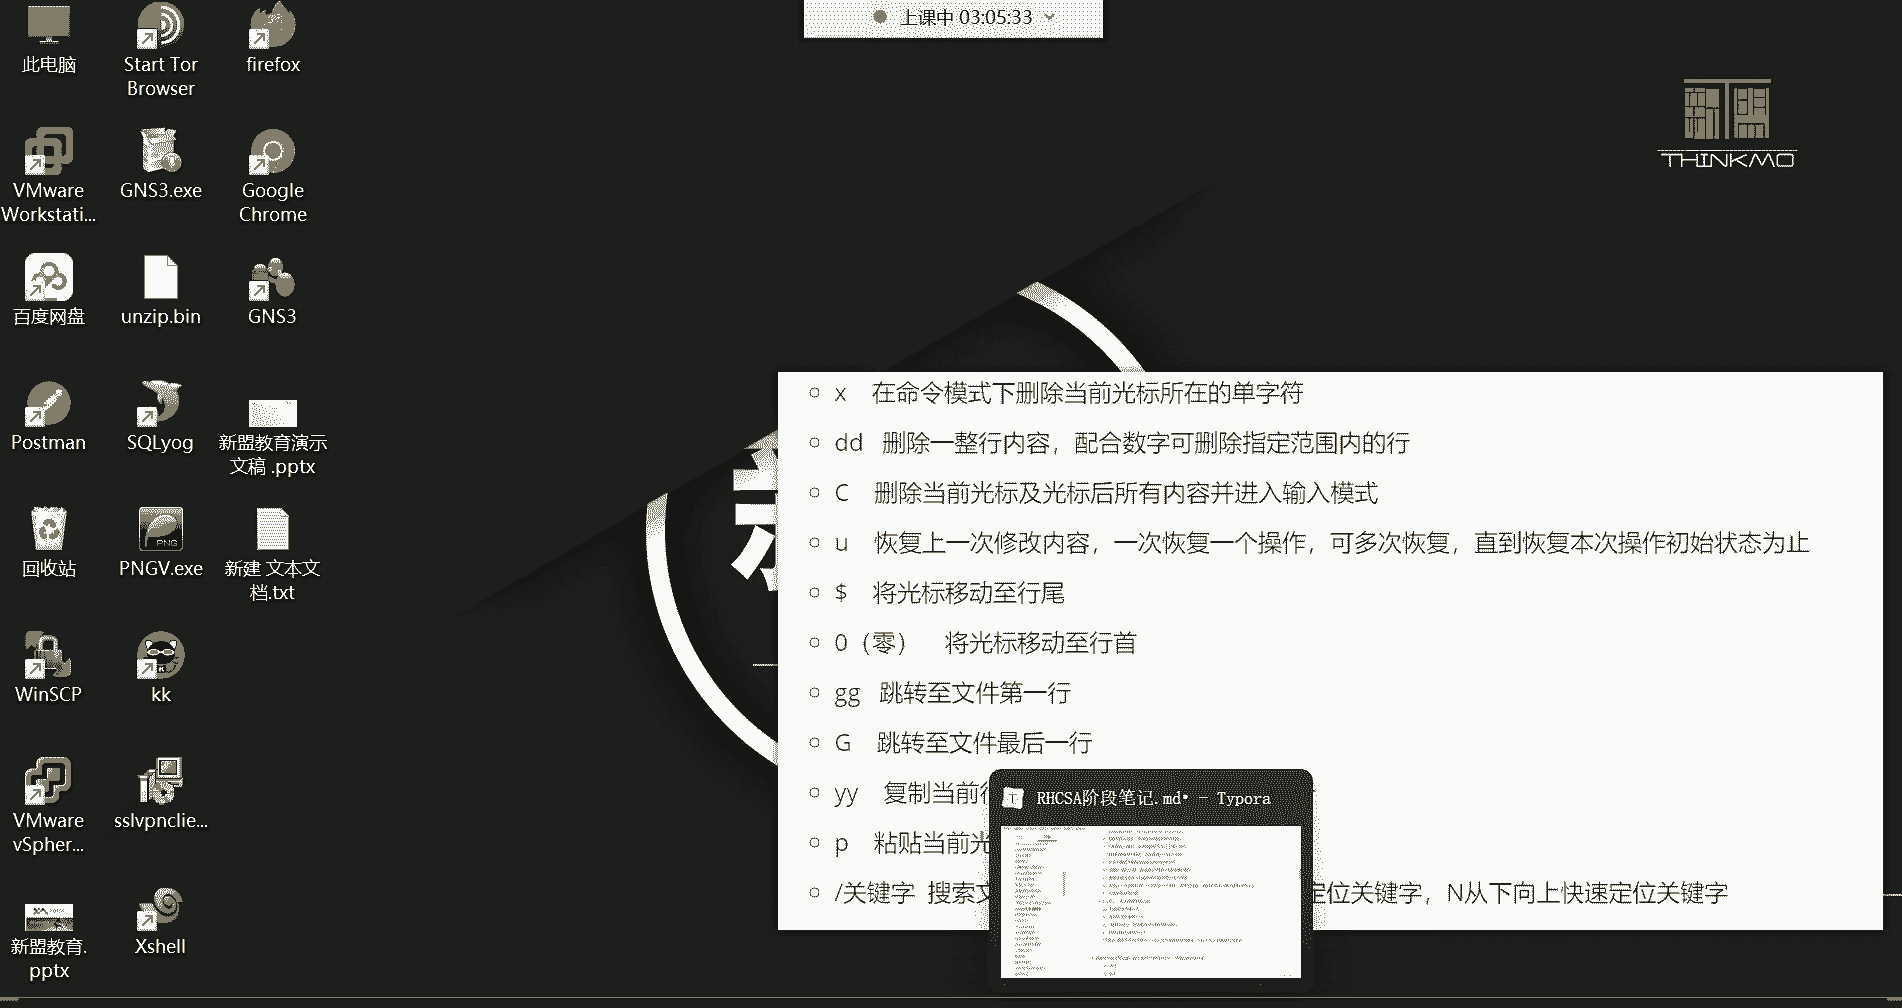 上课中 03:05:33
此电脑
Start Tor
Browser
firefox
THINKMO
VMware
Workstati...
GNS3.exe
Google
Chrome
百度网盘
unzip.bin
GNS3
Postman
SQLyog
新盟教育演示
文稿 .pptx
回收站
PNGV.exe
PNG
新建 文本文
档.txt
WinSCP
kk
VMware
vSpher...
sslvpnclie...
新盟教育.
pptx
Xshell
x 在命令模式下删除当前光标所在的单字符
dd 删除一整行内容，配合数字可删除指定范围内的行
C 删除当前光标及光标后所有内容并进入输入模式
u 恢复上一次修改内容，一次恢复一个操作，可多次恢复，直到恢复本次操作初始状态为止
$ 将光标移动至行尾
0（零） 将光标移动至行首
gg 跳转至文件第一行
G 跳转至文件最后一行
yy 复制当前
p 粘贴当前光
/关键字 搜索文 定位关键字，N从下向上快速定位关键字
RHCSA阶段笔记.md• - Typora